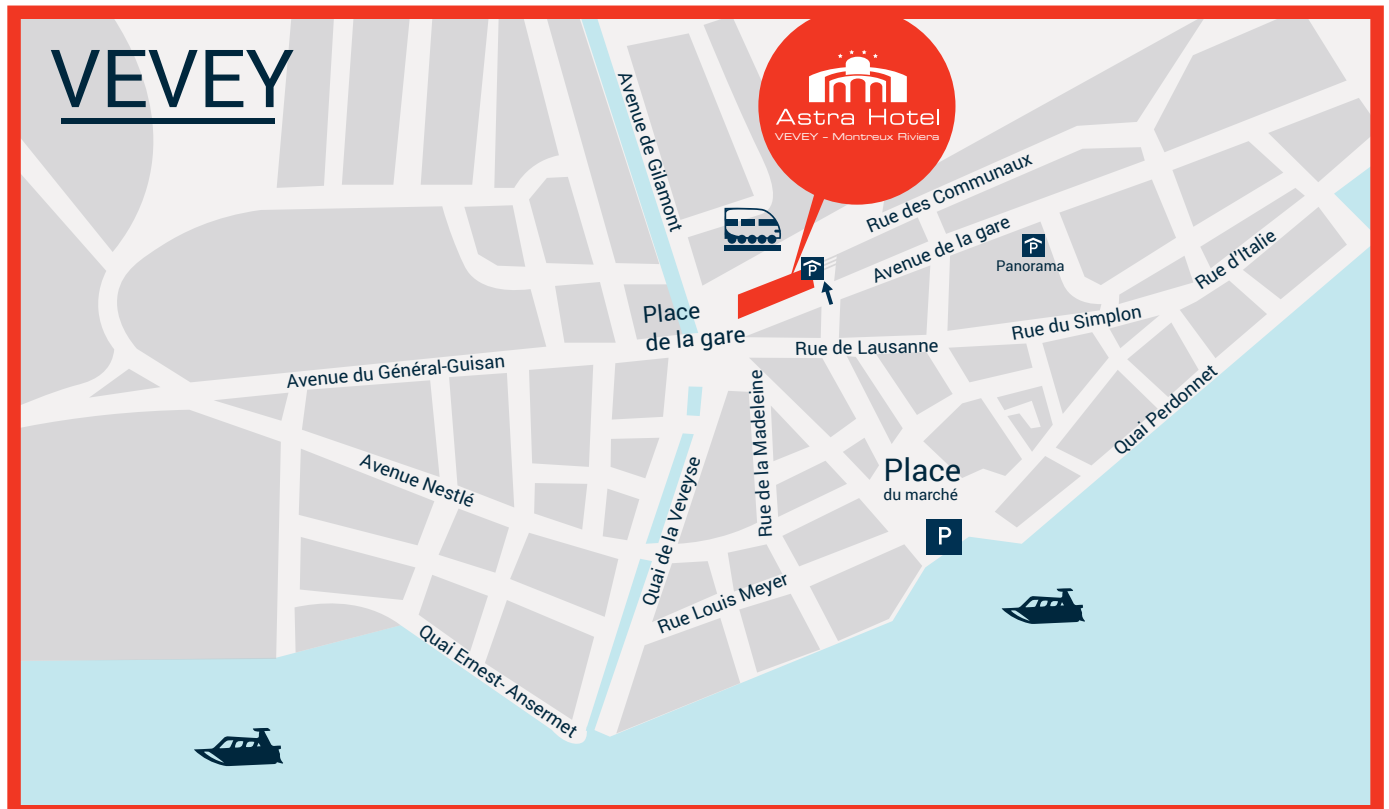 VEVEY
Astra Hotel
VEVEY - Montreux Riviera
Avenue de Gilamont
Rue des Communaux
Avenue de la gare
P
P
Panorama
Rue d'Italie
Place
de la gare
Rue du Simplon
Rue de Lausanne
Avenue du Général-Guisan
Quai Perdonnet
Rue de la Madeleine
Avenue Nestlé
Place
du marché
P
Quai de la Veveyse
Rue Louis Meyer
Quai Ernest- Ansermet